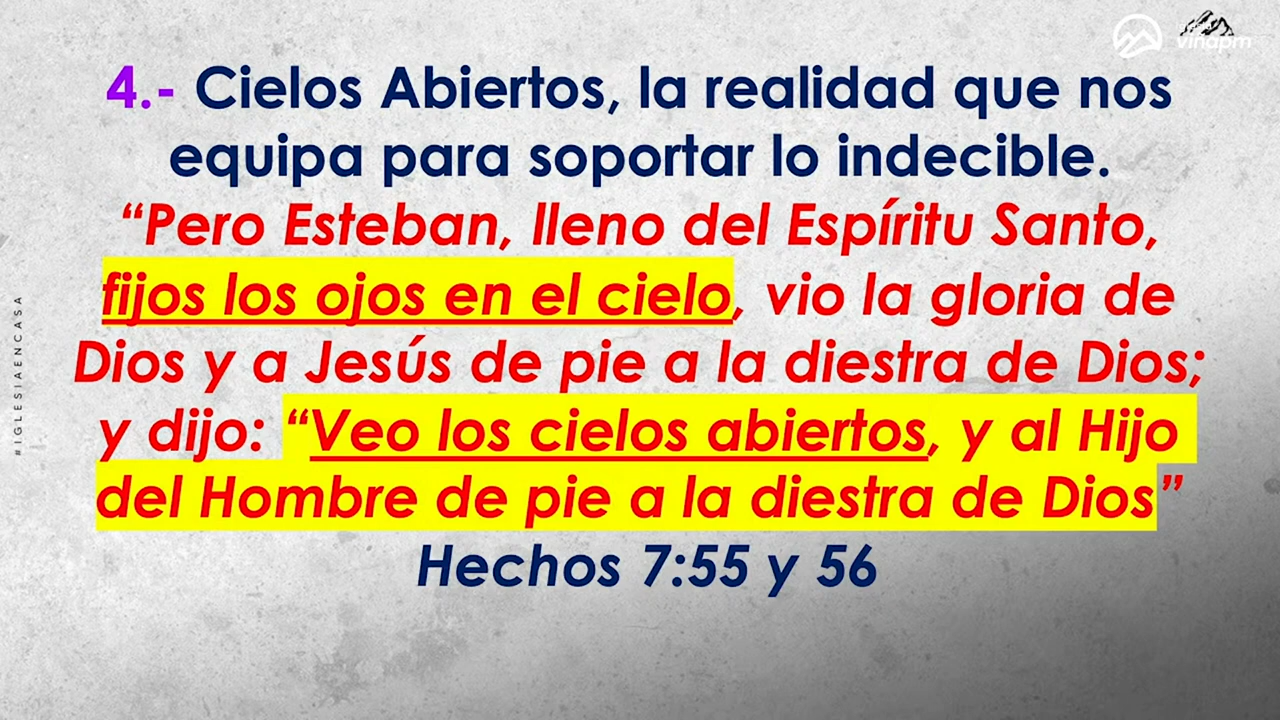 viñapm
4.- Cielos Abiertos, la realidad que nos
equipa para soportar lo indecible.
“Pero Esteban, lleno del Espíritu Santo,
fijos los ojos en el cielo, vio la gloria de
Dios y a Jesús de pie a la diestra de Dios;
y dijo: “Veo los cielos abiertos, y al Hijo
del Hombre de pie a la diestra de Dios”
Hechos 7:55 y 56
#IGLESIAENCASA